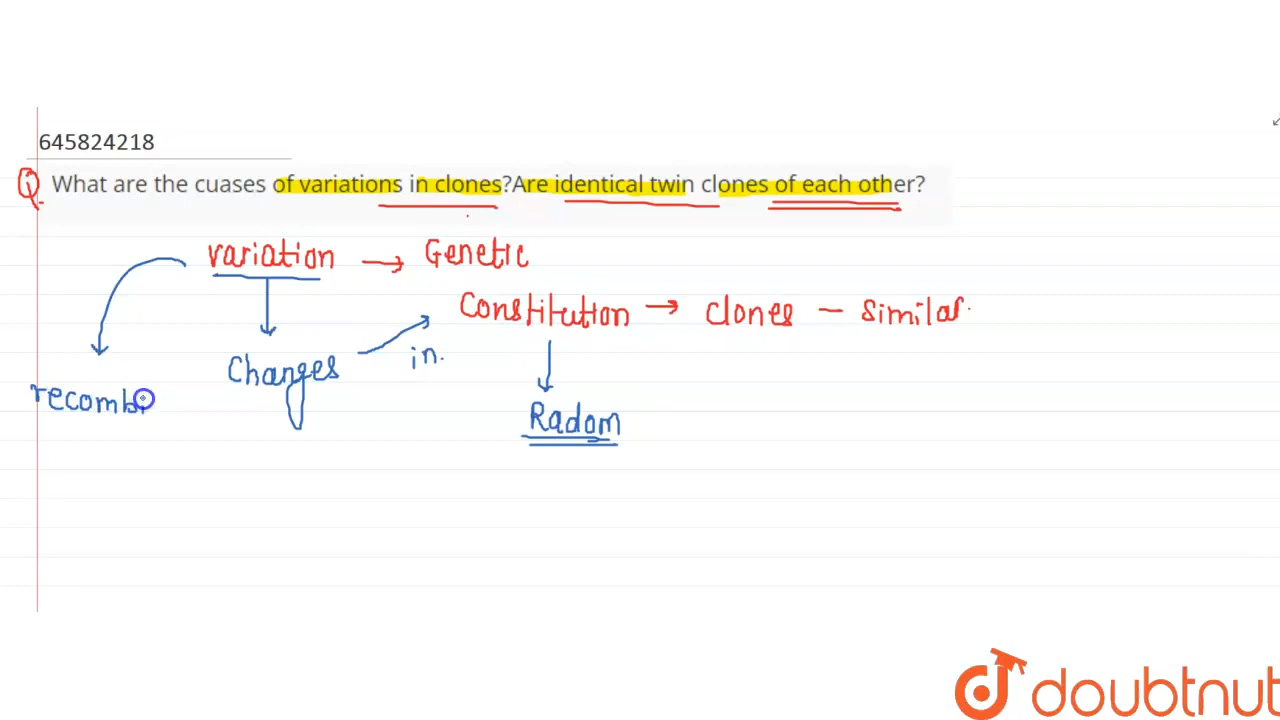 645824218
Q. What are the cuases of variations in clones?Are identical twin clones of each other?
variation → Genetic
Constitution → Clones – Similar.
Changes in.
recombi
Radom
doubtnut